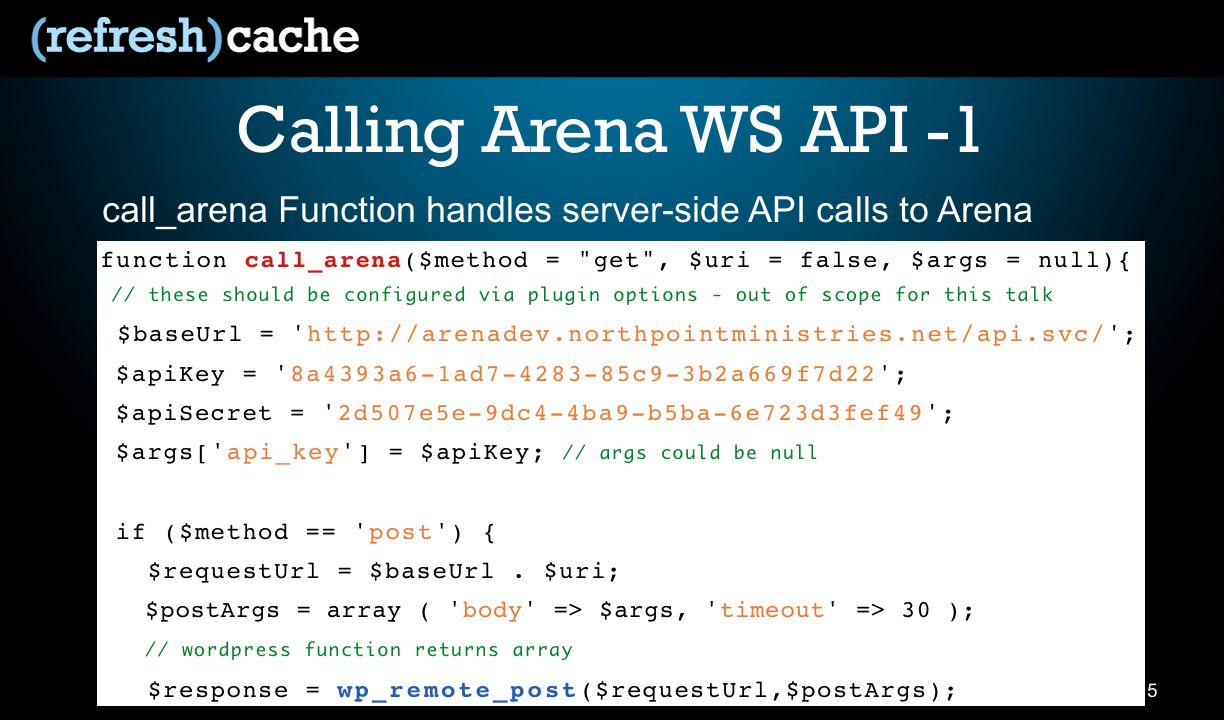 (refresh)cache
Calling Arena WS API -1
call_arena Function handles server-side API calls to Arena
function call_arena($method = "get", $uri = false, $args = null){
// these should be configured via plugin options - out of scope for this talk
$baseUrl = 'http://arenadev.northpointministries.net/api.svc/';
$apiKey = '8a4393a6-1ad7-4283-85c9-3b2a669f7d22';
$apiSecret = '2d507e5e-9dc4-4ba9-b5ba-6e723d3fef49';
$args['api_key'] = $apiKey; // args could be null
if ($method == 'post') {
$requestUrl = $baseUrl . $uri;
$postArgs = array ( 'body' => $args, 'timeout' => 30 );
// wordpress function returns array
$response = wp_remote_post($requestUrl,$postArgs);
5